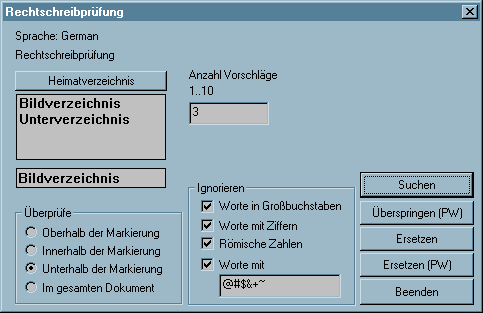 Rechtschreibprüfung
Sprache: German
Rechtschreibprüfung
Heimatverzeichnis
Bildverzeichnis
Unterverzeichnis
Bildverzeichnis
Anzahl Vorschläge
1..10
3
Überprüfe
Oberhalb der Markierung
Innerhalb der Markierung
Unterhalb der Markierung
Im gesamten Dokument
Ignorieren
Worte in Großbuchstaben
Worte mit Ziffern
Römische Zahlen
Worte mit
@#$&+~
Suchen
Überspringen (PW)
Ersetzen
Ersetzen (PW)
Beenden